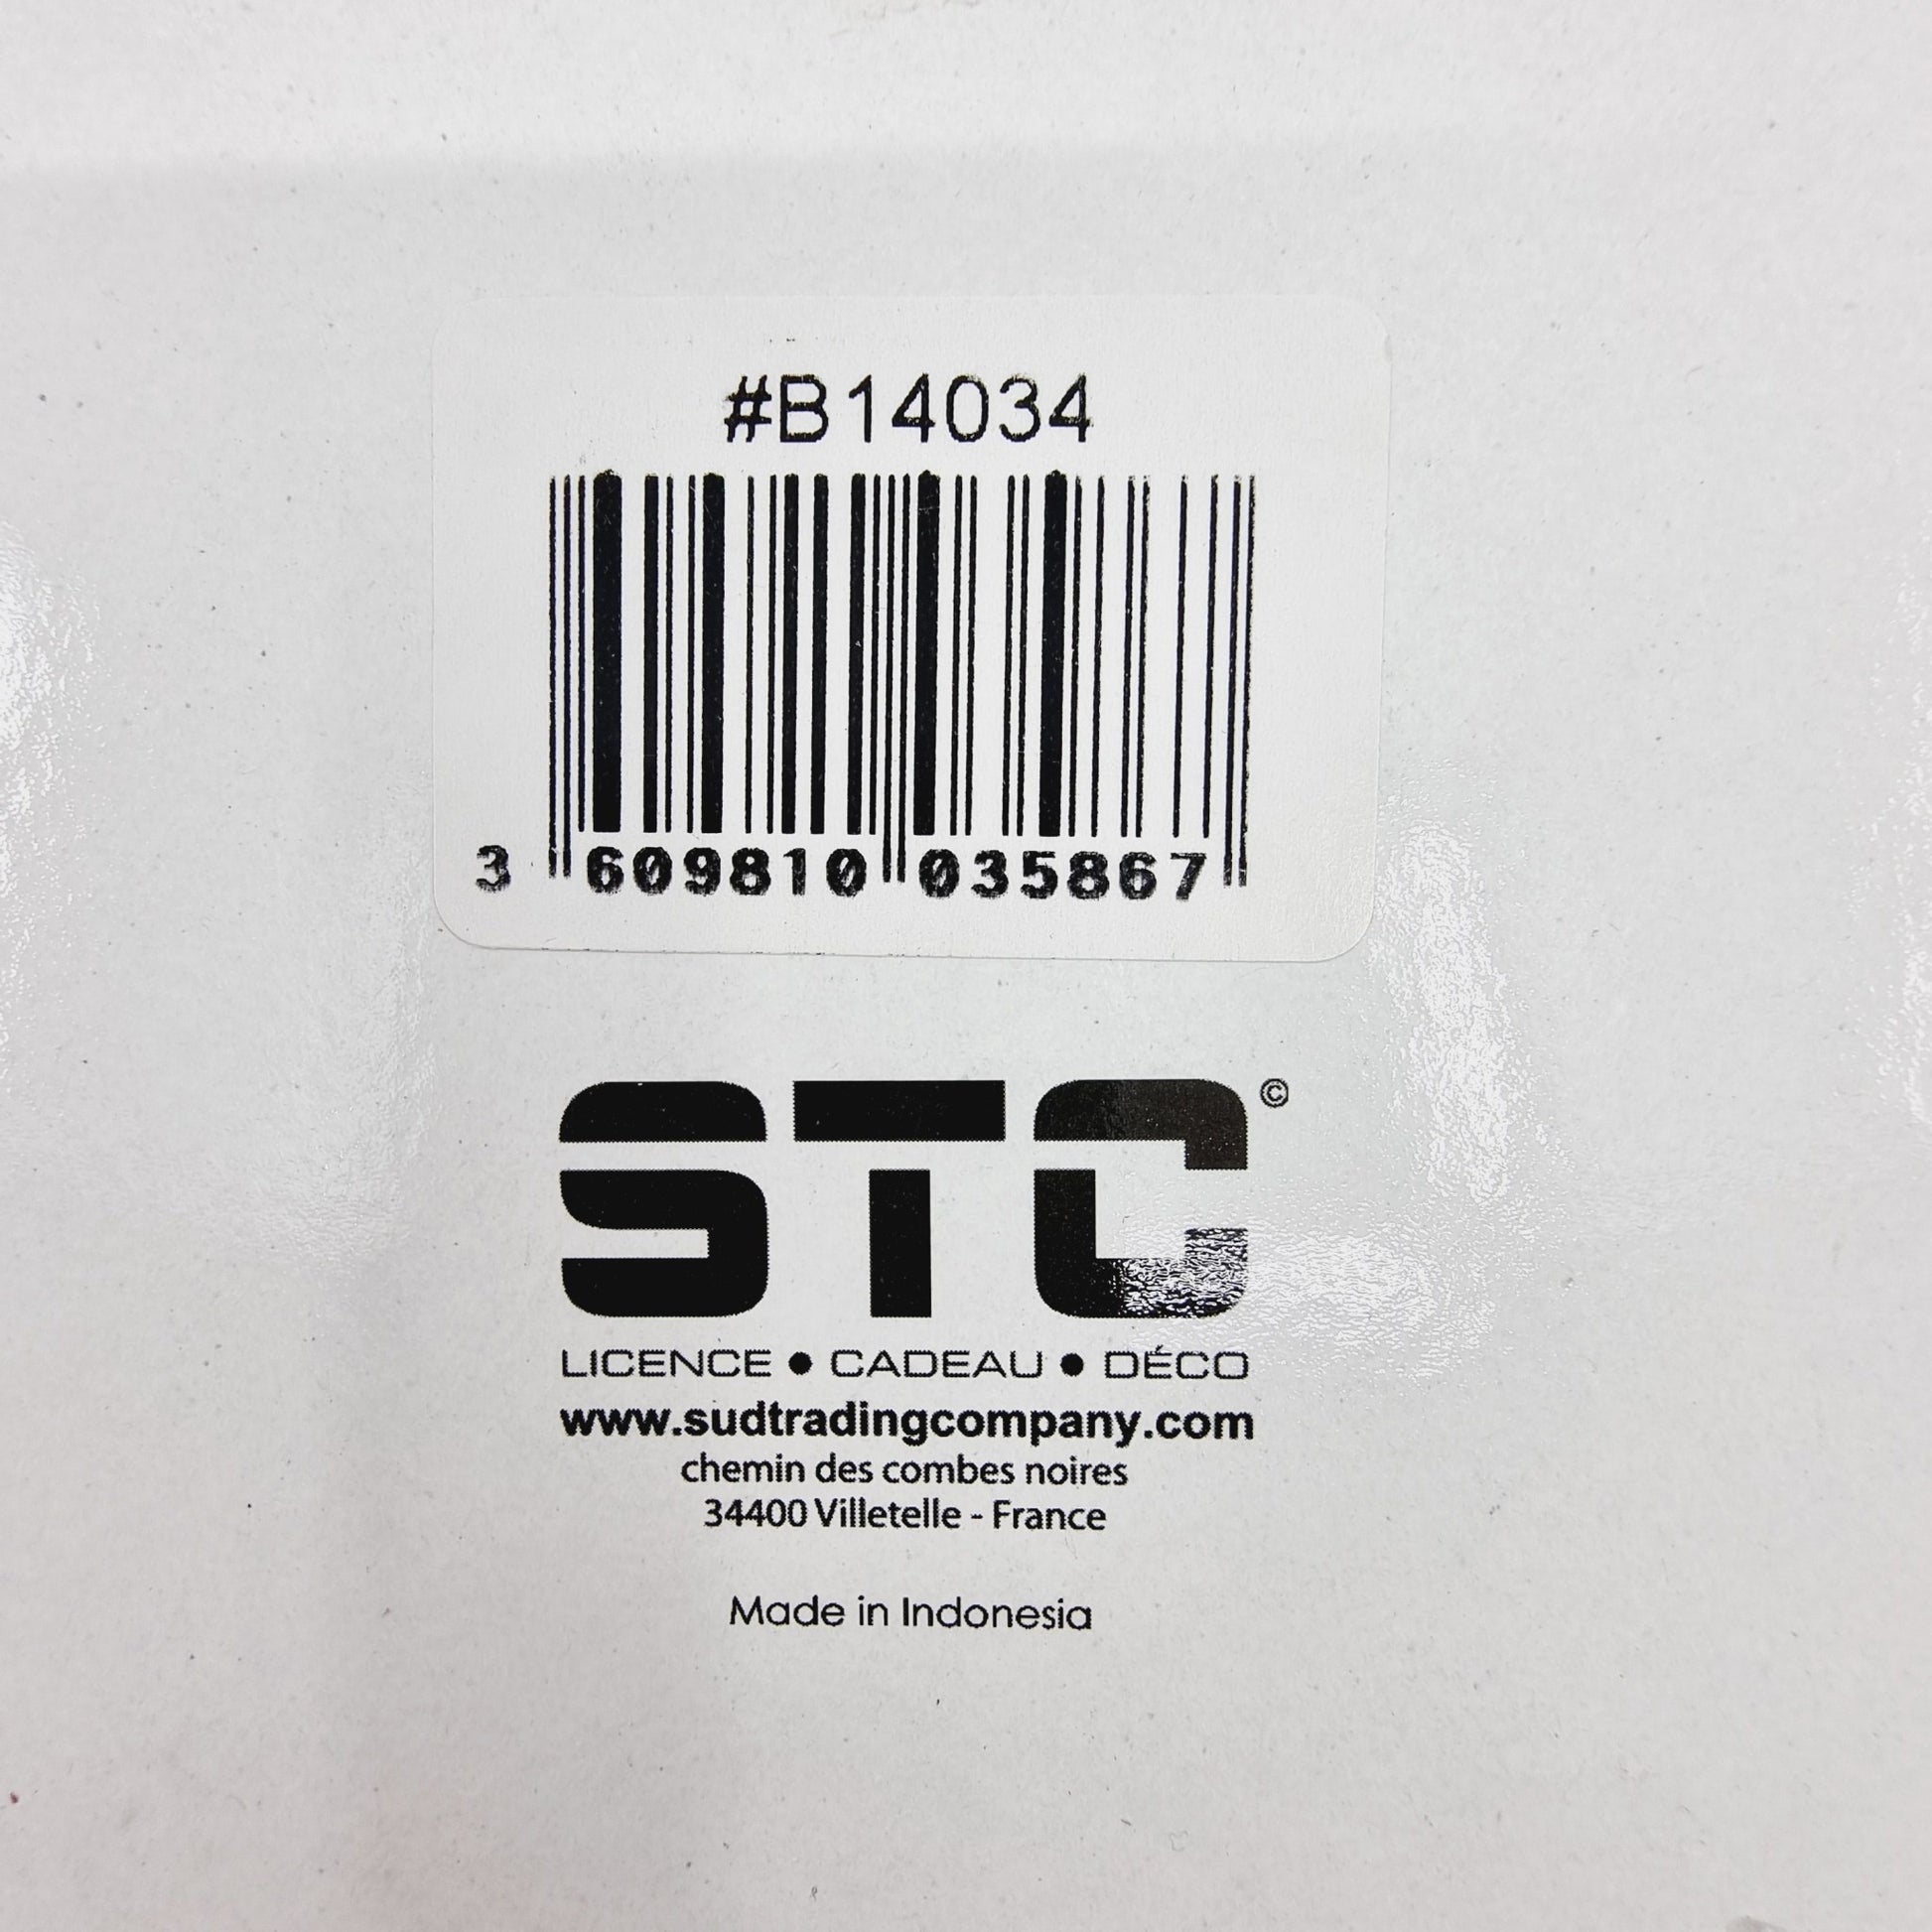 #B14034
3 609810 035867
STC©
LICENCE • CADEAU • DÉCO
www.sudtradingcompany.com
chemin des combes noires
34400 Villetelle - France
Made in Indonesia